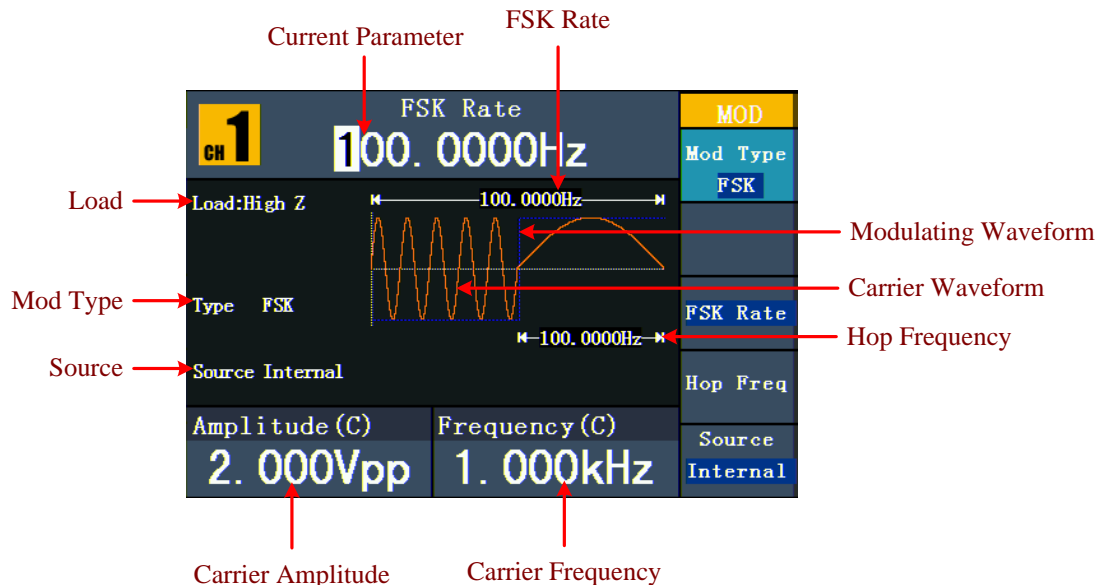 FSK Rate
Current Parameter
CH 1
FSK Rate
100.0000Hz
MOD
Mod Type
FSK
Load
Load:High Z
100.0000Hz
Modulating Waveform
Carrier Waveform
Mod Type
Type FSK
FSK Rate
100.0000Hz
Hop Frequency
Source
Source Internal
Hop Freq
Amplitude(C)
Frequency(C)
Source
2.000Vpp
1.000kHz
Internal
Carrier Amplitude
Carrier Frequency